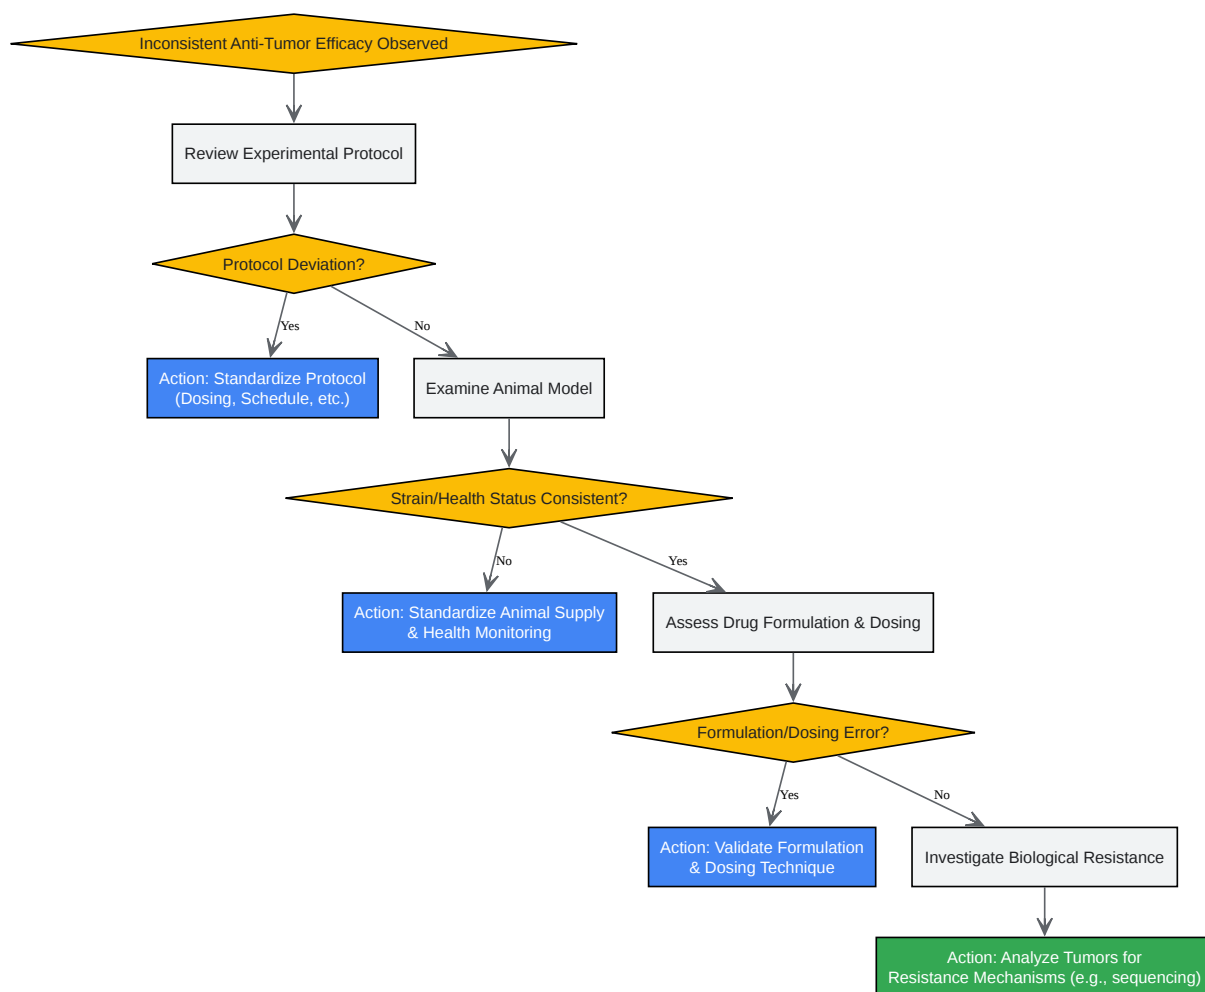 Inconsistent Anti-Tumor Efficacy Observed
Review Experimental Protocol
Protocol Deviation?
Yes
No
Action: Standardize Protocol
(Dosing, Schedule, etc.)
Examine Animal Model
Strain/Health Status Consistent?
No
Yes
Action: Standardize Animal Supply
& Health Monitoring
Assess Drug Formulation & Dosing
Formulation/Dosing Error?
Yes
No
Action: Validate Formulation
& Dosing Technique
Investigate Biological Resistance
Action: Analyze Tumors for
Resistance Mechanisms (e.g., sequencing)